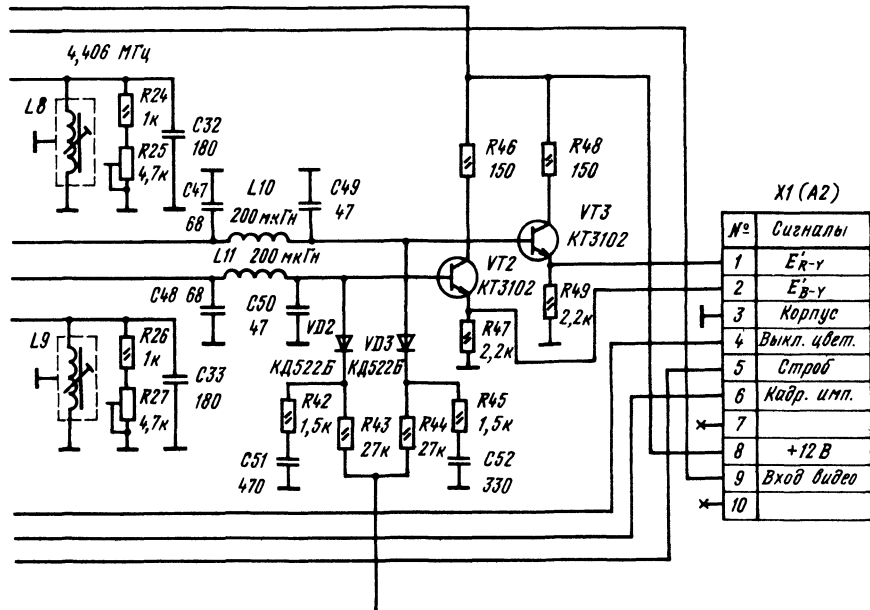 4,406 МГц
L8
R24
1к
R25
4,7к
C32
180
C47
68
L10
200 мкГн
C49
47
R46
150
R48
150
VT3
КТ3102
L11 200 мкГн
VT2
КТ3102
C48 68
C50
47
VD2
КД522Б
VD3
КД522Б
R47
2,2к
R49
2,2к
L9
R26
1к
R27
4,7к
C33
180
R42
1,5к
R43
27к
R44
27к
R45
1,5к
C51
470
C52
330
X1 (A2)
№ Сигналы
1 E'R-Y
2 E'B-Y
3 Корпус
4 Выкл. цвет.
5 Строб
6 Кадр. имп.
7
8 +12 В
9 Вход видео
10